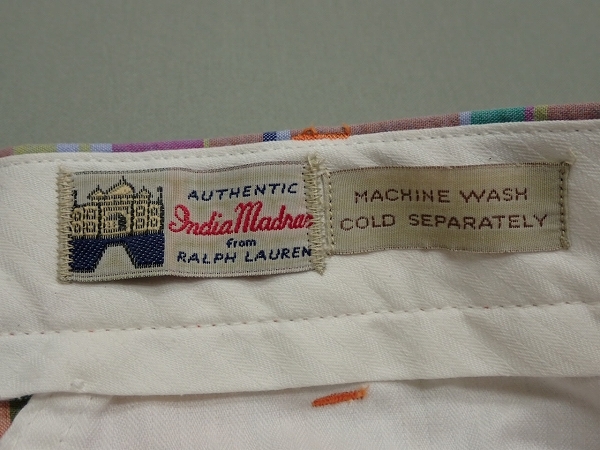 AUTHENTIC
India Madras
from
RALPH LAUREN
MACHINE WASH
COLD SEPARATELY